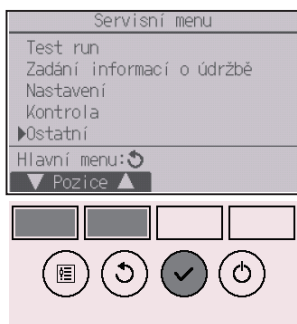 Servisní menu
Test run
Zadání informací o údržbě
Nastavení
Kontrola
▶Ostatní
Hlavní menu:↺
▼ Pozice ▲